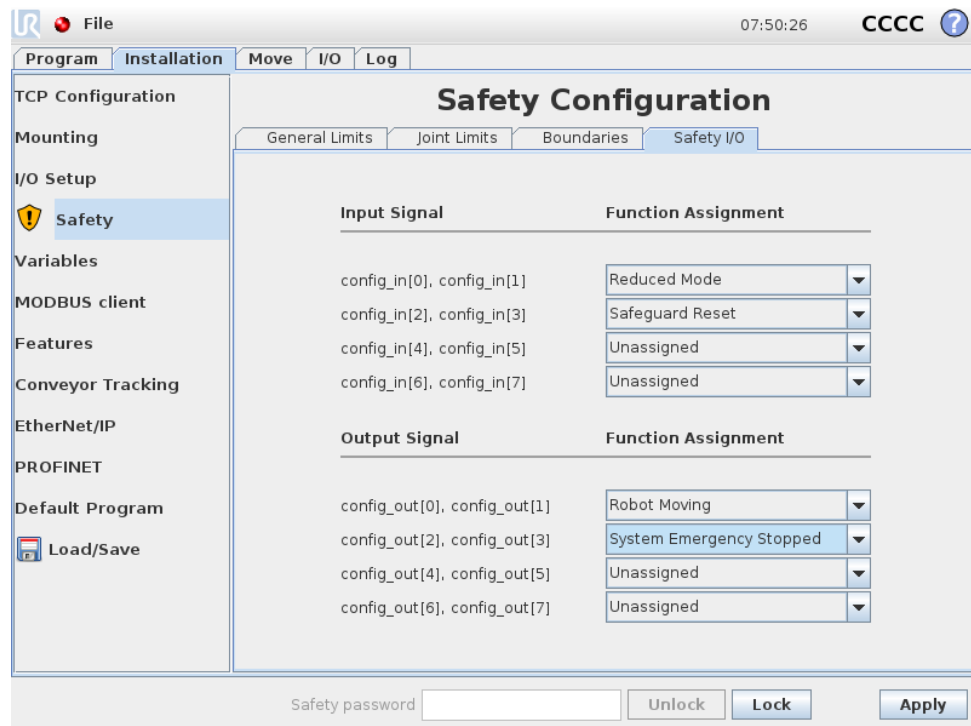 UR File 07:50:26 CCCC ?
Program Installation Move I/O Log
TCP Configuration
Mounting
I/O Setup
Safety
Variables
MODBUS client
Features
Conveyor Tracking
EtherNet/IP
PROFINET
Default Program
Load/Save
Safety Configuration
General Limits Joint Limits Boundaries Safety I/O
Input Signal Function Assignment
config_in[0], config_in[1] Reduced Mode
config_in[2], config_in[3] Safeguard Reset
config_in[4], config_in[5] Unassigned
config_in[6], config_in[7] Unassigned
Output Signal Function Assignment
config_out[0], config_out[1] Robot Moving
config_out[2], config_out[3] System Emergency Stopped
config_out[4], config_out[5] Unassigned
config_out[6], config_out[7] Unassigned
Safety password Unlock Lock Apply